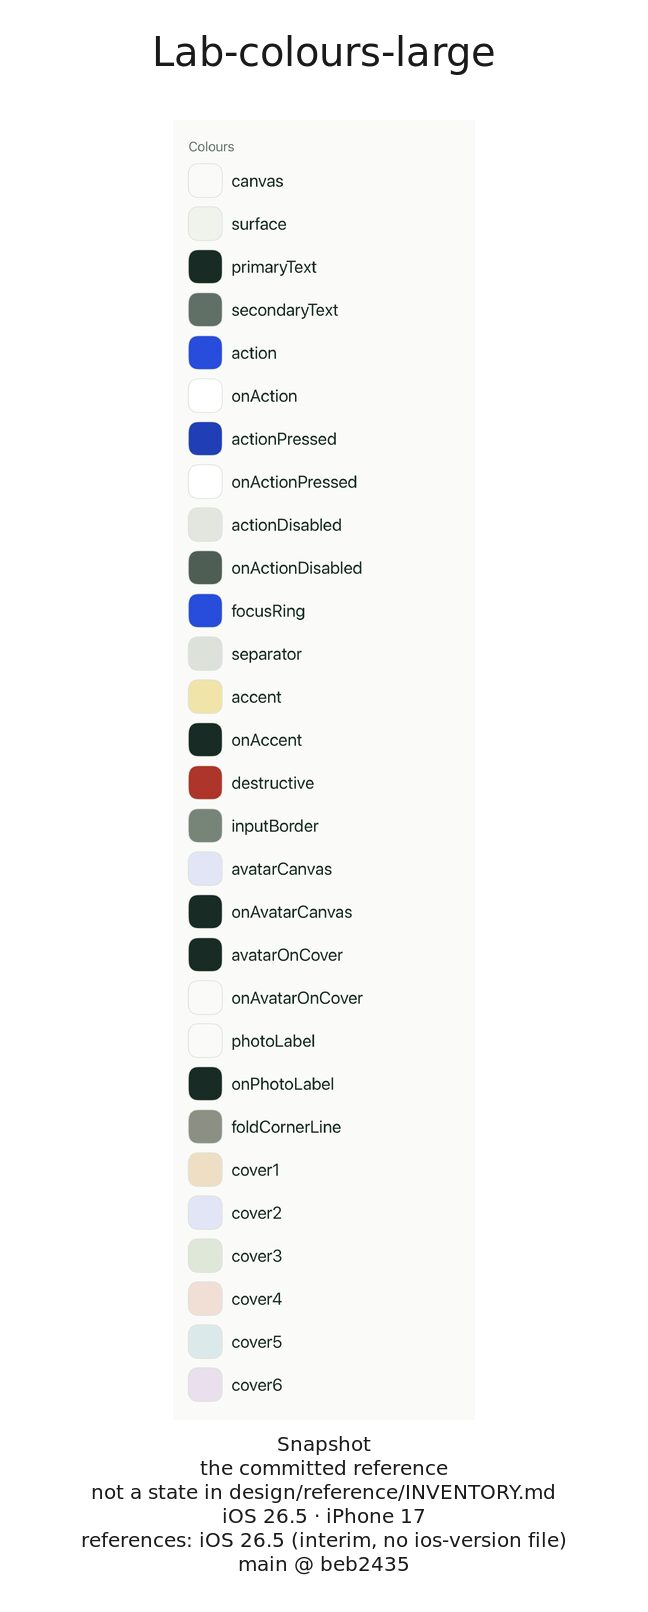 Lab-colours-large
Colours
canvas
surface
primaryText
secondaryText
action
onAction
actionPressed
onActionPressed
actionDisabled
onActionDisabled
focusRing
separator
accent
onAccent
destructive
inputBorder
avatarCanvas
onAvatarCanvas
avatarOnCover
onAvatarOnCover
photoLabel
onPhotoLabel
foldCornerLine
cover1
cover2
cover3
cover4
cover5
cover6
Snapshot
the committed reference
not a state in design/reference/INVENTORY.md
iOS 26.5 · iPhone 17
references: iOS 26.5 (interim, no ios-version file)
main @ beb2435